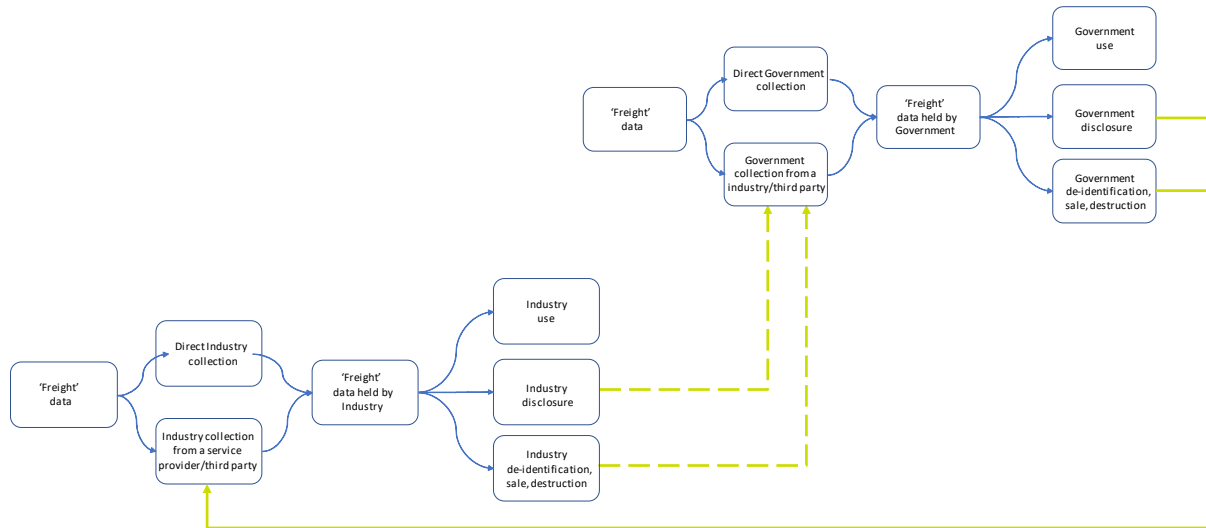 Government
use
Direct Government
collection
'Freight'
data
'Freight'
data held by
Government
Government
disclosure
Government
collection from a
industry/third party
Government
de-identification,
sale, destruction
Industry
use
Direct Industry
collection
'Freight'
data
'Freight'
data held by
Industry
Industry
disclosure
Industry collection
from a service
provider/third party
Industry
de-identification,
sale, destruction